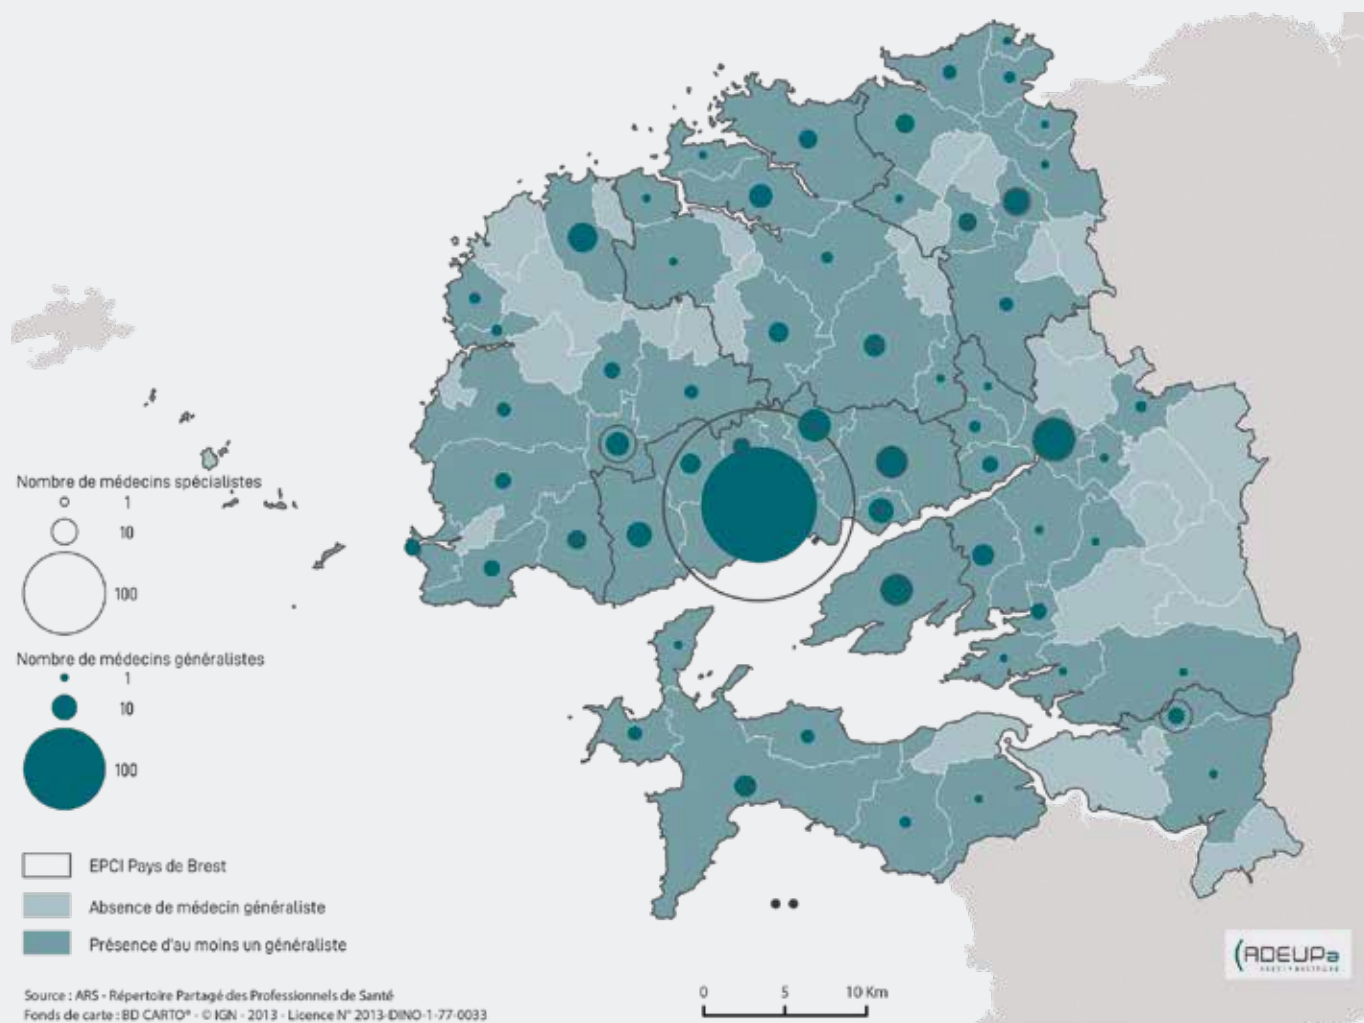 Nombre de médecins spécialistes
1
10
100
Nombre de médecins généralistes
1
10
100
EPCI Pays de Brest
Absence de médecin généraliste
Présence d'au moins un généraliste
Source : ARS - Répertoire Partagé des Professionnels de Santé
Fonds de carte : BD CARTO® - © IGN - 2013 - Licence N° 2013-DINO-1-77-0033
0 5 10 Km
ADEUPa